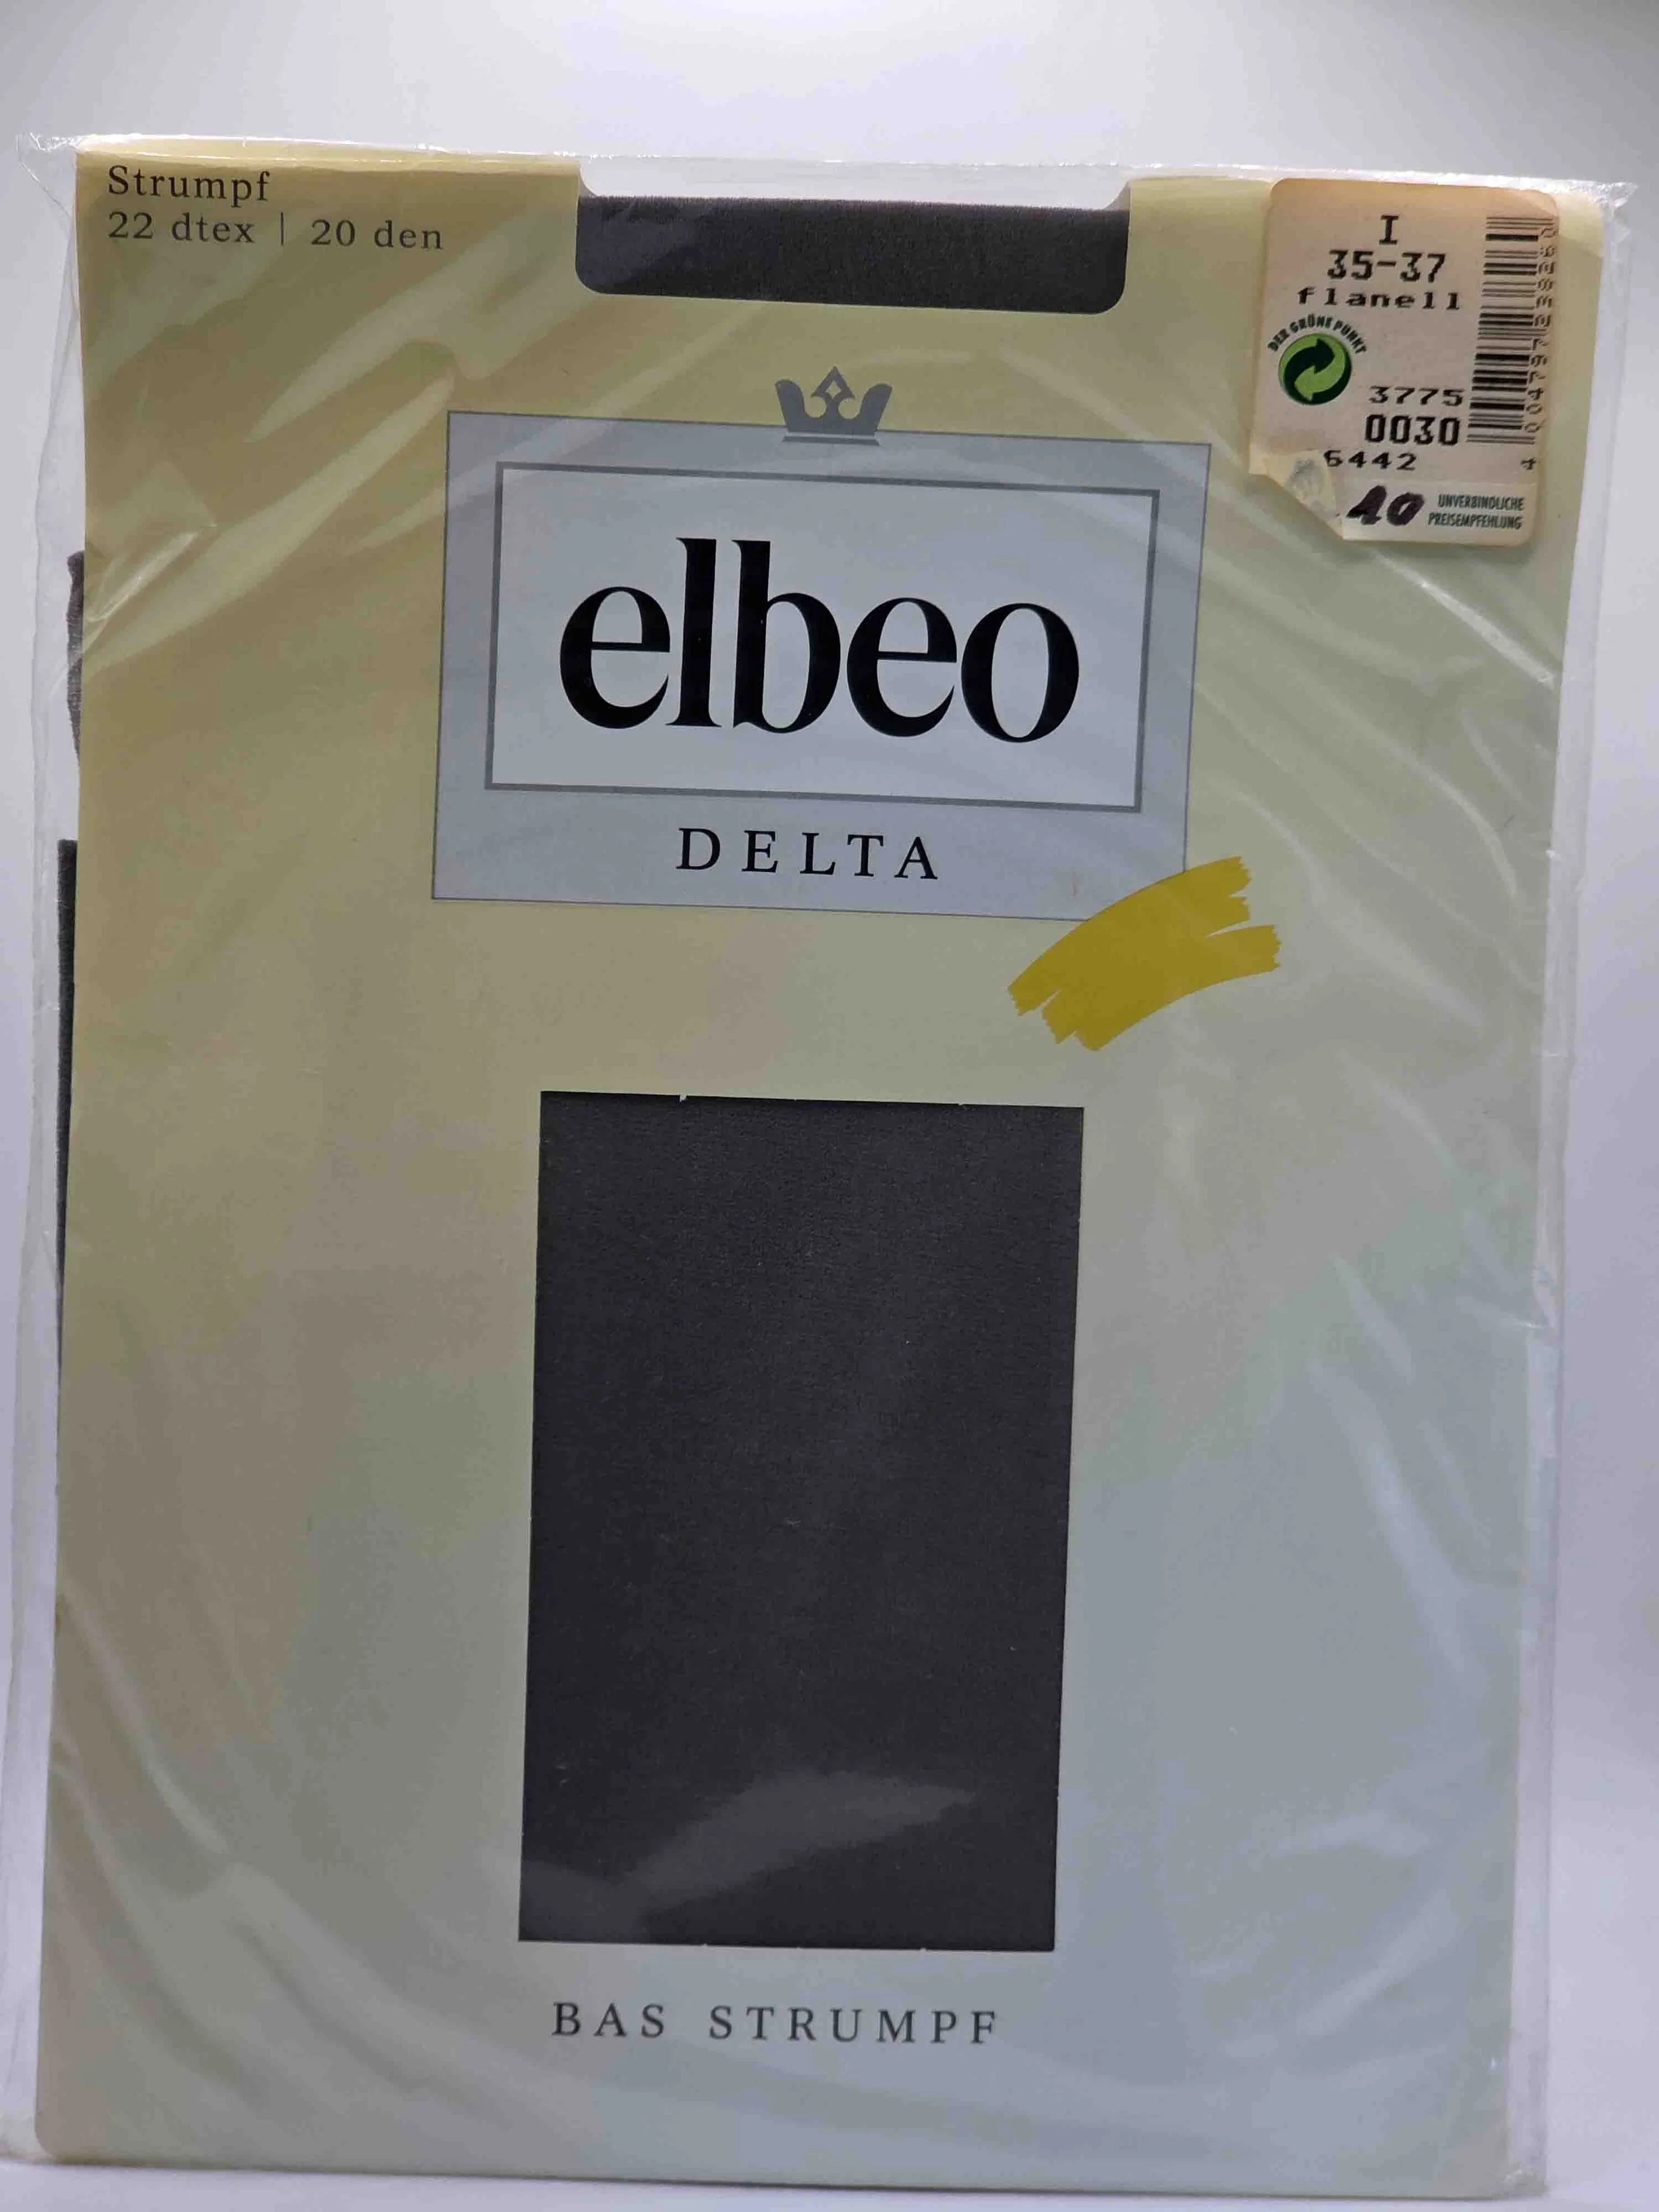 Strumpf
22 dtex | 20 den
I
35-37
flanell
DER GRÜNE PUNKT
3775
0030
6442
4
UNVERBINDLICHE
PREISEMPFEHLUNG
elbeo
DELTA
BAS STRUMPF